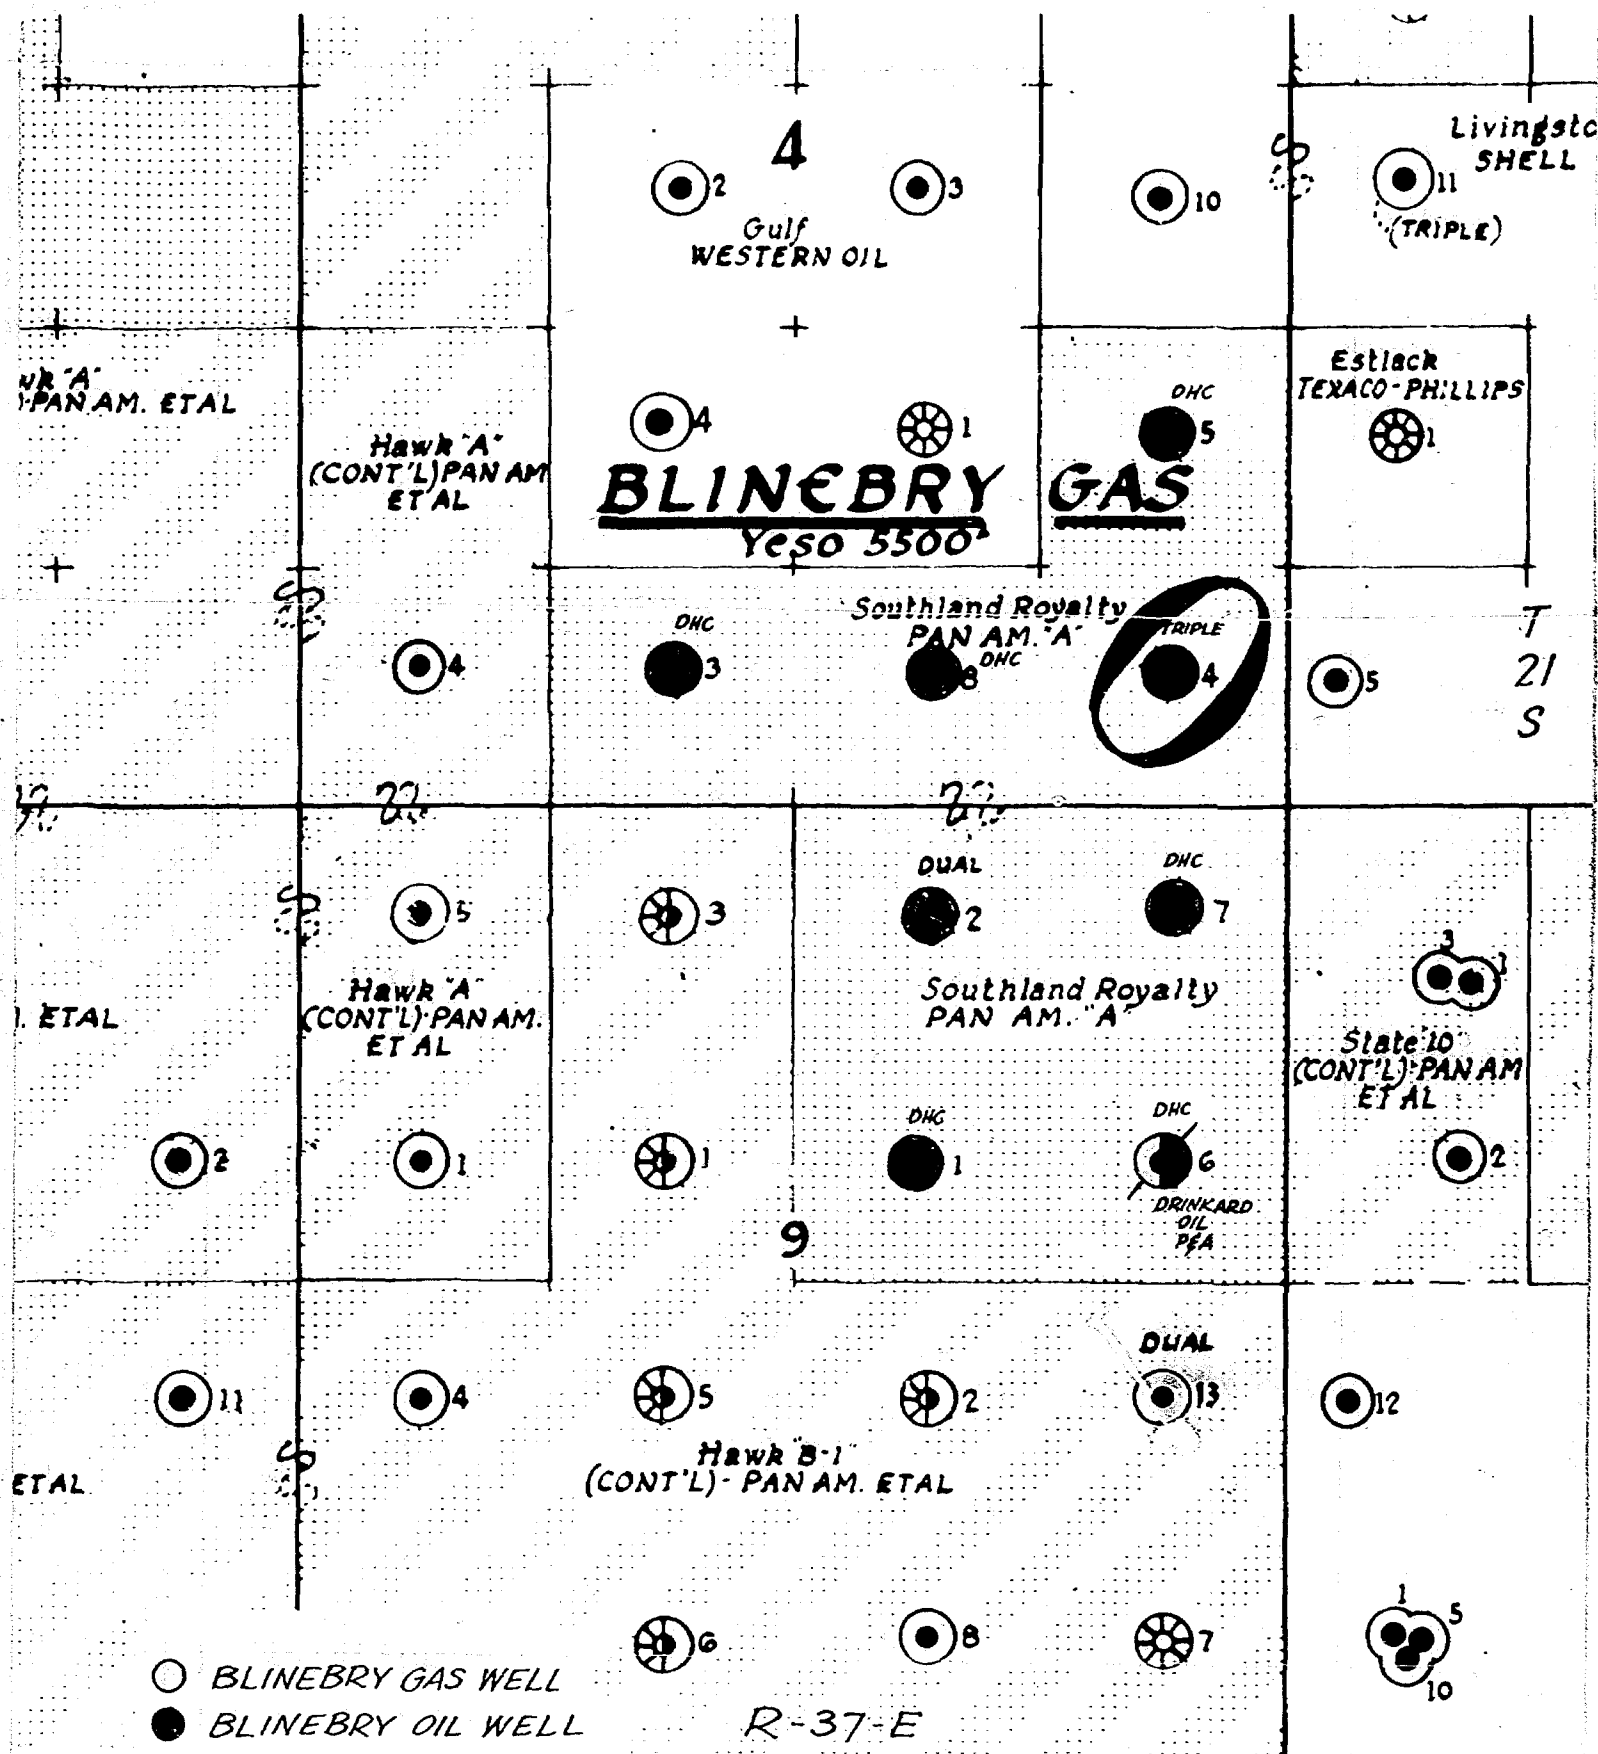 4
Livingsto
SHELL
2
3
10
11
(TRIPLE)
Gulf
WESTERN OIL
"A"
PAN AM. ETAL
Hawk "A"
(CONT'L) PAN AM
ET AL
4
1
DHC
5
Estlack
TEXACO-PHILLIPS
1
BLINEBRY GAS
Yeso 5500'
4
DHC
3
Southland Royalty
PAN AM. "A"
DHC
8
TRIPLE
4
5
T
21
S
5
3
DUAL
2
DHC
7
3
1
. ETAL
Hawk "A"
(CONT'L)·PAN AM.
ET AL
Southland Royalty
PAN AM. "A"
State "10"
(CONT'L)·PAN AM
ET AL
2
1
1
DHC
1
DHC
6
DRINKARD
OIL
P&A
2
9
11
4
5
2
DUAL
13
12
ETAL
Hawk "B-1"
(CONT'L) - PAN AM. ETAL
6
8
7
1
5
10
BLINEBRY GAS WELL
BLINEBRY OIL WELL
R-37-E